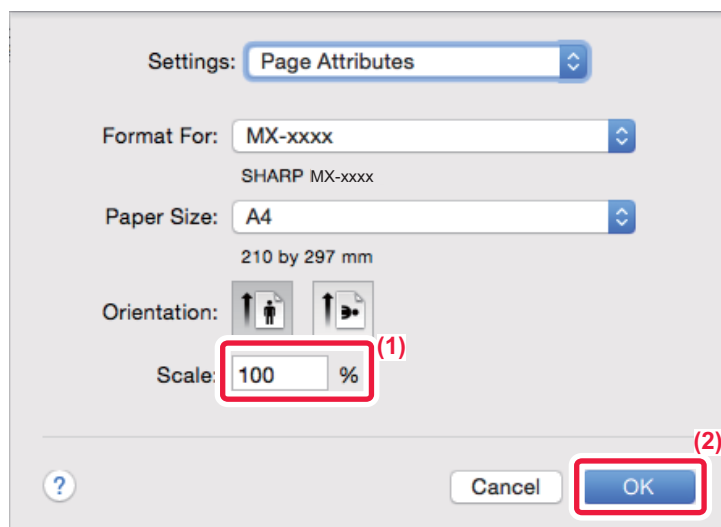 Settings: Page Attributes
Format For: MX-xxxx
SHARP MX-xxxx
Paper Size: A4
210 by 297 mm
Orientation:
(1)
Scale: 100 %
(2)
? Cancel OK